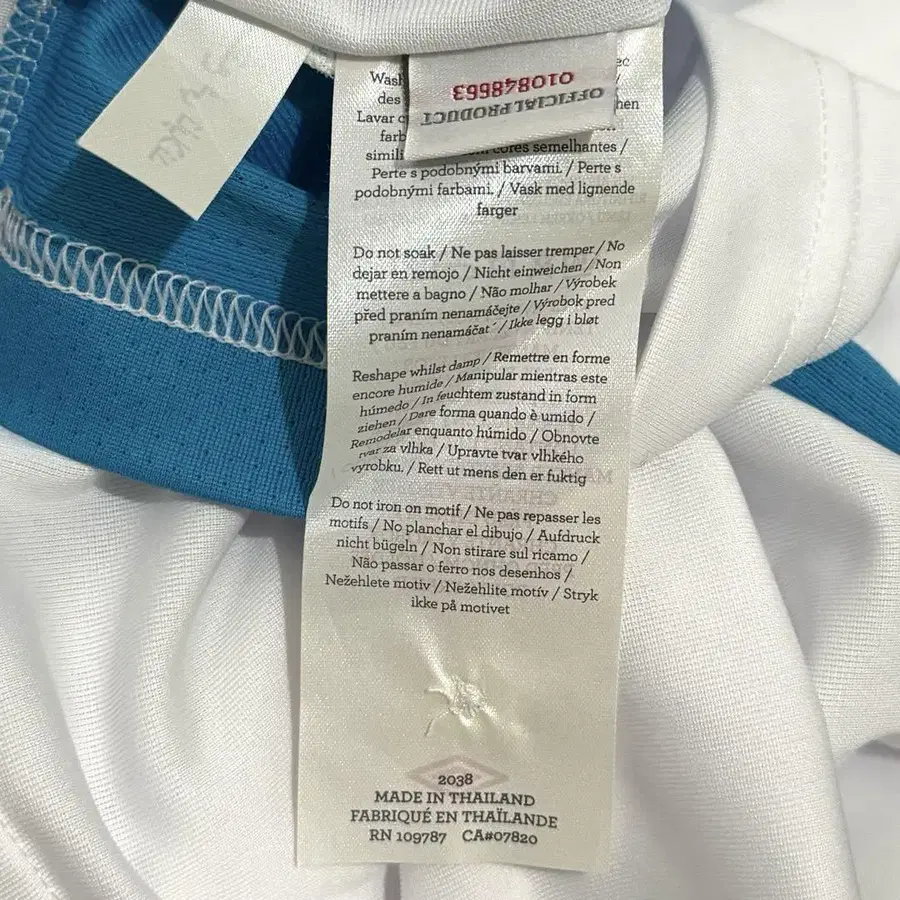 010848663
OFFICIAL PRODUCT
Wash
des
Lavar
farb
simili cores semelhantes /
Perte s podobnými barvami. / Perte s
podobnými farbami. / Vask med lignende
farger
Do not soak / Ne pas laisser tremper / No
dejar en remojo / Nicht einweichen / Non
mettere a bagno / Não molhar / Výrobek
před praním nenamáčejte / Výrobok pred
praním nenamáčat´ / Ikke legg i bløt
Reshape whilst damp / Remettre en forme
encore humide / Manipular mientras este
húmedo / In feuchtem zustand in form
ziehen / Dare forma quando è umido /
Remodelar enquanto húmido / Obnovte
tvar za vlhka / Upravte tvar vlhkého
vyrobku. / Rett ut mens den er fuktig
Do not iron on motif / Ne pas repasser les
motifs / No planchar el dibujo / Aufdruck
nicht bügeln / Non stirare sul ricamo /
Não passar o ferro nos desenhos /
Nežehlete motiv / Nežehlite motív / Stryk
ikke på motivet
2038
MADE IN THAILAND
FABRIQUÉ EN THAÏLANDE
RN 109787 CA#07820